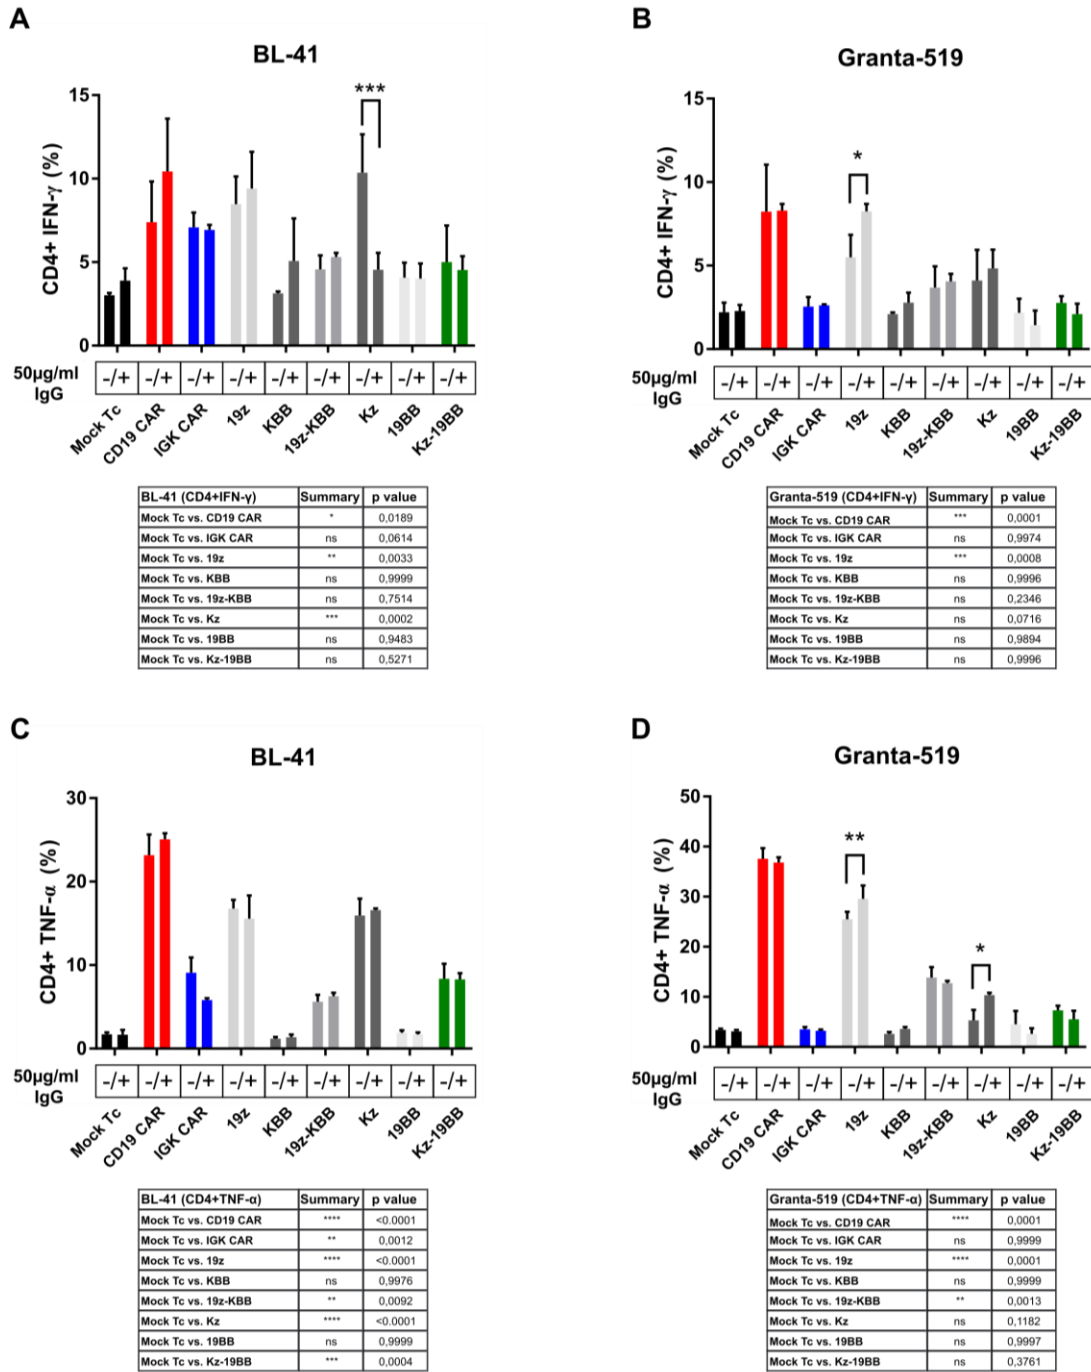 A
BL-41
***
CD4+ IFN-γ (%)
15
10
5
0
50µg/ml IgG
-/+ -/+ -/+ -/+ -/+ -/+ -/+ -/+ -/+
Mock Tc CD19 CAR IGK CAR 19z KBB 19z-KBB Kz 19BB Kz-19BB
BL-41 (CD4+IFN-γ) Summary p value
Mock Tc vs. CD19 CAR * 0,0189
Mock Tc vs. IGK CAR ns 0,0614
Mock Tc vs. 19z ** 0,0033
Mock Tc vs. KBB ns 0,9999
Mock Tc vs. 19z-KBB ns 0,7514
Mock Tc vs. Kz *** 0,0002
Mock Tc vs. 19BB ns 0,9483
Mock Tc vs. Kz-19BB ns 0,5271
B
Granta-519
*
CD4+ IFN-γ (%)
15
10
5
0
50µg/ml IgG
-/+ -/+ -/+ -/+ -/+ -/+ -/+ -/+ -/+
Mock Tc CD19 CAR IGK CAR 19z KBB 19z-KBB Kz 19BB Kz-19BB
Granta-519 (CD4+IFN-γ) Summary p value
Mock Tc vs. CD19 CAR *** 0,0001
Mock Tc vs. IGK CAR ns 0,9974
Mock Tc vs. 19z *** 0,0008
Mock Tc vs. KBB ns 0,9996
Mock Tc vs. 19z-KBB ns 0,2346
Mock Tc vs. Kz ns 0,0716
Mock Tc vs. 19BB ns 0,9894
Mock Tc vs. Kz-19BB ns 0,9996
C
BL-41
CD4+ TNF-α (%)
30
20
10
0
50µg/ml IgG
-/+ -/+ -/+ -/+ -/+ -/+ -/+ -/+ -/+
Mock Tc CD19 CAR IGK CAR 19z KBB 19z-KBB Kz 19BB Kz-19BB
BL-41 (CD4+TNF-α) Summary p value
Mock Tc vs. CD19 CAR **** <0.0001
Mock Tc vs. IGK CAR ** 0,0012
Mock Tc vs. 19z **** <0.0001
Mock Tc vs. KBB ns 0,9976
Mock Tc vs. 19z-KBB ** 0,0092
Mock Tc vs. Kz **** <0.0001
Mock Tc vs. 19BB ns 0,9999
Mock Tc vs. Kz-19BB *** 0,0004
D
Granta-519
**
*
CD4+ TNF-α (%)
50
40
30
20
10
0
50µg/ml IgG
-/+ -/+ -/+ -/+ -/+ -/+ -/+ -/+ -/+
Mock Tc CD19 CAR IGK CAR 19z KBB 19z-KBB Kz 19BB Kz-19BB
Granta-519 (CD4+TNF-α) Summary p value
Mock Tc vs. CD19 CAR **** 0,0001
Mock Tc vs. IGK CAR ns 0,9999
Mock Tc vs. 19z **** 0,0001
Mock Tc vs. KBB ns 0,9999
Mock Tc vs. 19z-KBB ** 0,0013
Mock Tc vs. Kz ns 0,1182
Mock Tc vs. 19BB ns 0,9997
Mock Tc vs. Kz-19BB ns 0,3761